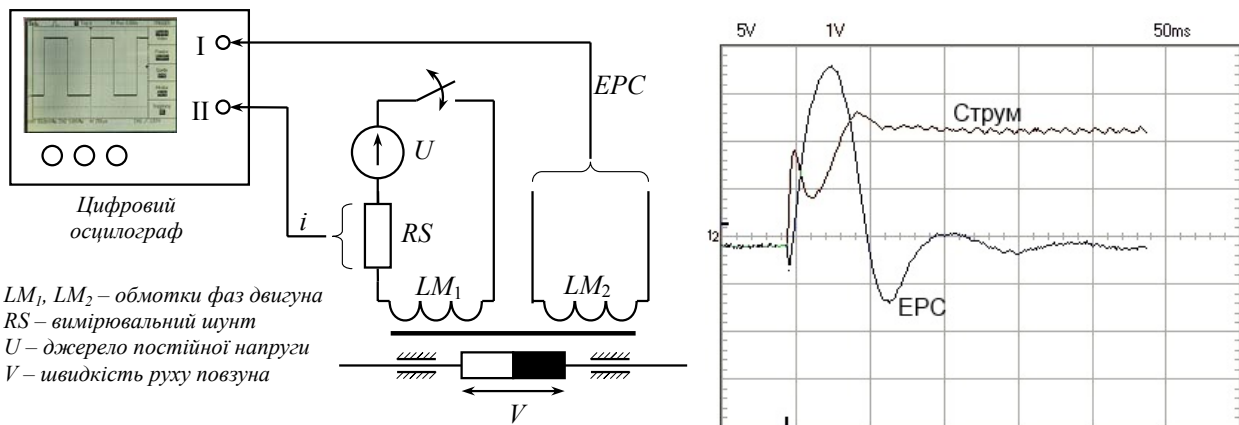 I
II
Цифровий
осцилограф
i
U
RS
LM1
LM2
EPC
V
LM1, LM2 – обмотки фаз двигуна
RS – вимірювальний шунт
U – джерело постійної напруги
V – швидкість руху повзуна
5V 1V 50ms
Струм
12
ЕРС